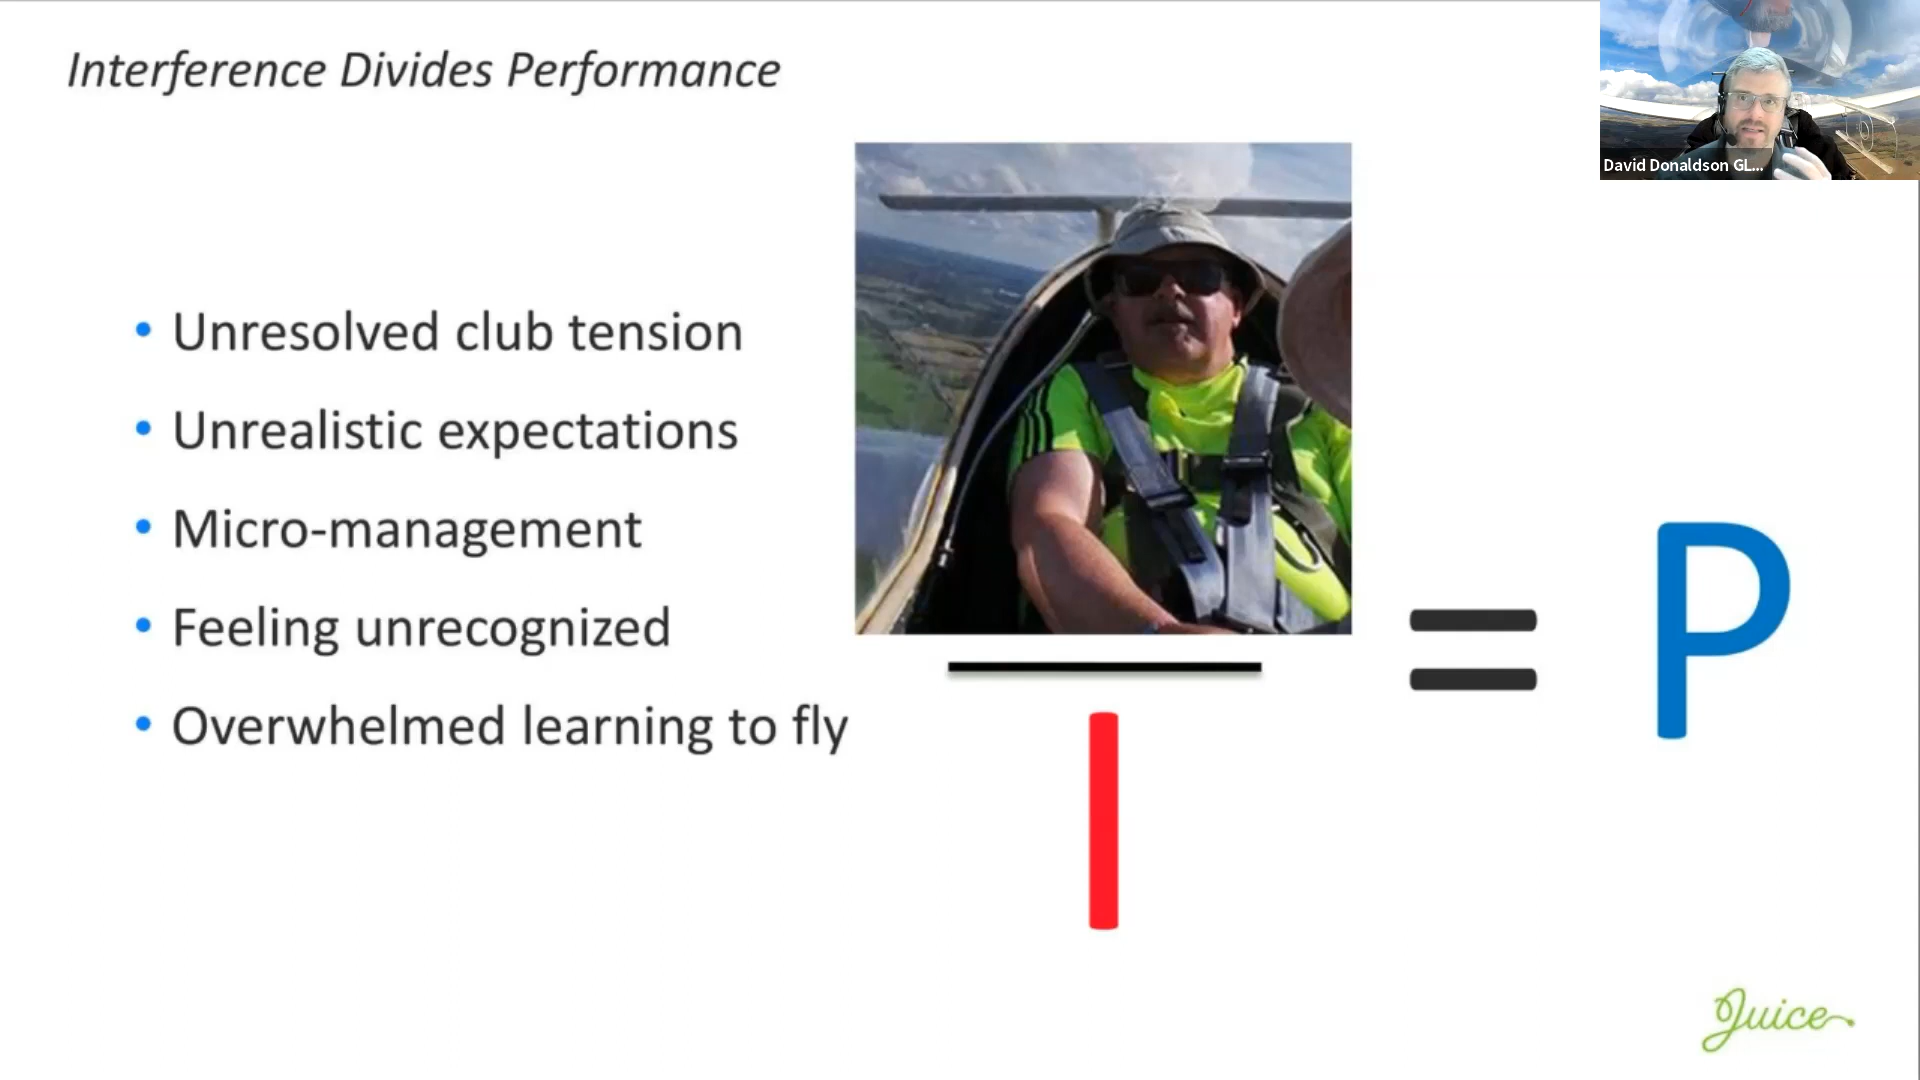 Interference Divides Performance
David Donaldson GL...
• Unresolved club tension
• Unrealistic expectations
• Micro-management
• Feeling unrecognized
• Overwhelmed learning to fly
I
=
P
Juice